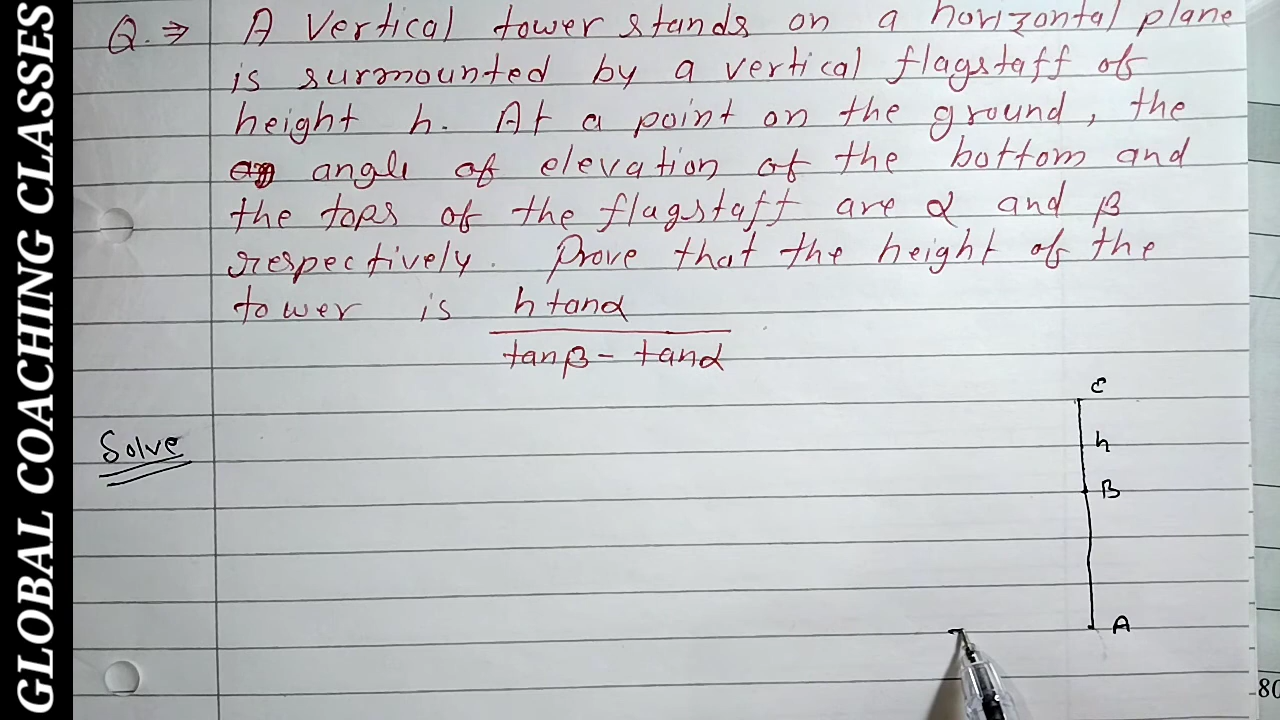 GLOBAL COACHING CLASSES
Q.⇒ A vertical tower stands on a horizontal plane
is surmounted by a vertical flagstaff of
height h. At a point on the ground, the
angle of elevation of the bottom and
the tops of the flagstaff are α and β
respectively. Prove that the height of the
tower is h tanα
tanβ - tanα
C
Solve
h
B
A
80